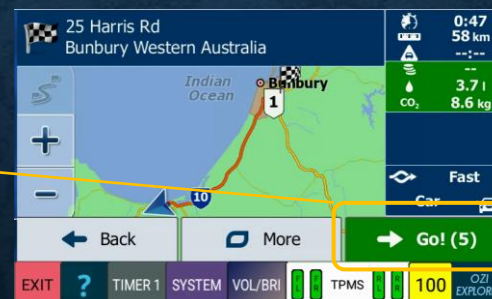 25 Harris Rd
Bunbury Western Australia
0:47
58 km
--:--
--
3.7 l
CO2 8.6 kg
Indian
Ocean
Bunbury
1
10
Fast
Car
Back
More
Go! (5)
EXIT
?
TIMER 1
SYSTEM
VOL/BRI
F L
F R
TPMS
R L
R R
100
OZI
EXPLOR